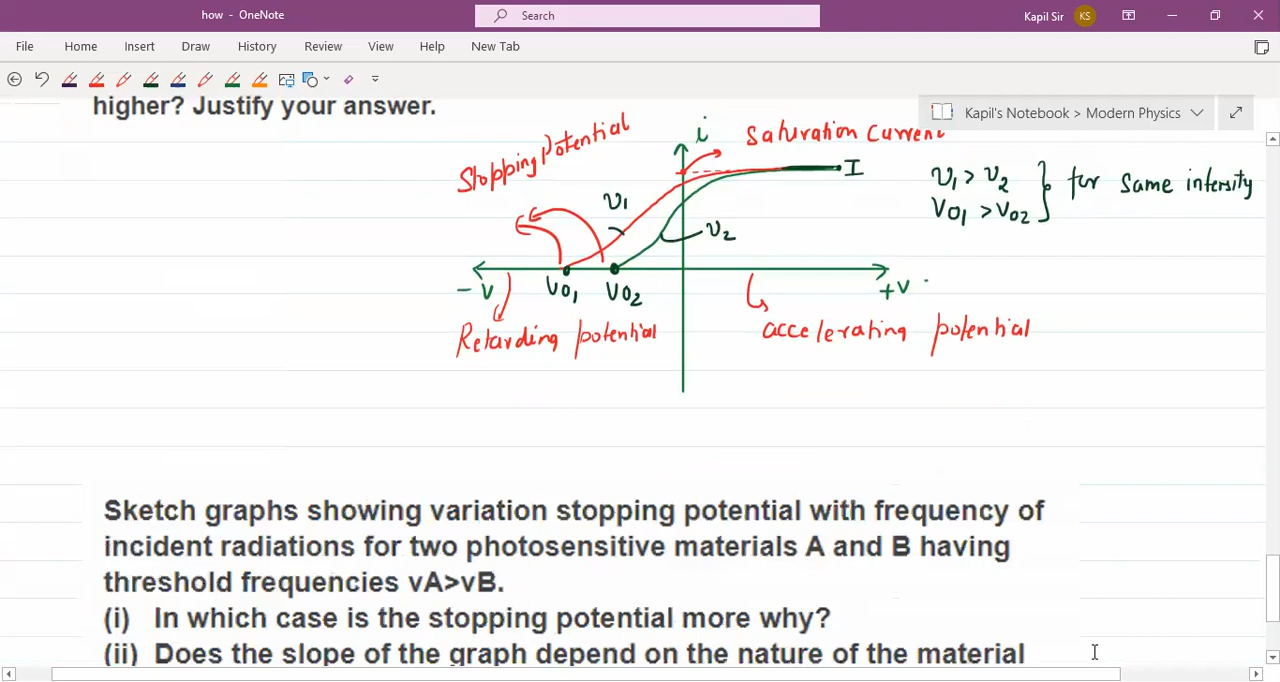 how - OneNote
Search
Kapil Sir
KS
File Home Insert Draw History Review View Help New Tab
Kapil's Notebook > Modern Physics
higher? Justify your answer.
Stopping Potential
i
Saturation Current
I
ν1 > ν2
V01 > V02
for same intensity
ν1
ν2
- V
V01
V02
+V
Retarding potential
accelerating potential
Sketch graphs showing variation stopping potential with frequency of
incident radiations for two photosensitive materials A and B having
threshold frequencies vA>vB.
(i) In which case is the stopping potential more why?
(ii) Does the slope of the graph depend on the nature of the material